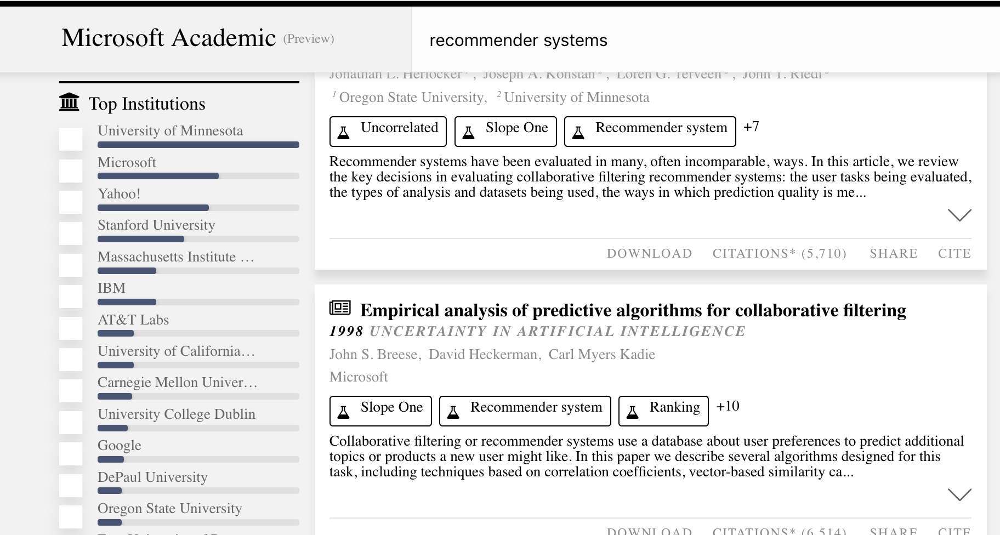 Microsoft Academic (Preview)
recommender systems
Top Institutions
University of Minnesota
Microsoft
Yahoo!
Stanford University
Massachusetts Institute …
IBM
AT&T Labs
University of California…
Carnegie Mellon Univer…
University College Dublin
Google
DePaul University
Oregon State University
Jonathan L. Herlocker 1 , Joseph A. Konstan 2 , Loren G. Terveen 2 , John T. Riedl 2
1 Oregon State University, 2 University of Minnesota
Uncorrelated Slope One Recommender system +7
Recommender systems have been evaluated in many, often incomparable, ways. In this article, we review
the key decisions in evaluating collaborative filtering recommender systems: the user tasks being evaluated,
the types of analysis and datasets being used, the ways in which prediction quality is me...
DOWNLOAD CITATIONS* (5,710) SHARE CITE
Empirical analysis of predictive algorithms for collaborative filtering
1998 UNCERTAINTY IN ARTIFICIAL INTELLIGENCE
John S. Breese, David Heckerman, Carl Myers Kadie
Microsoft
Slope One Recommender system Ranking +10
Collaborative filtering or recommender systems use a database about user preferences to predict additional
topics or products a new user might like. In this paper we describe several algorithms designed for this
task, including techniques based on correlation coefficients, vector-based similarity ca...
DOWNLOAD CITATIONS* (6,514) SHARE CITE